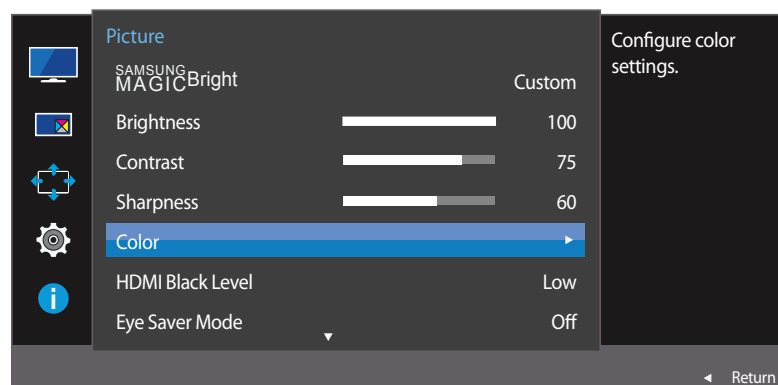 Picture
SAMSUNG
MAGICBright Custom
Brightness 100
Contrast 75
Sharpness 60
Color
HDMI Black Level Low
Eye Saver Mode Off
Configure color
settings.
i
Return